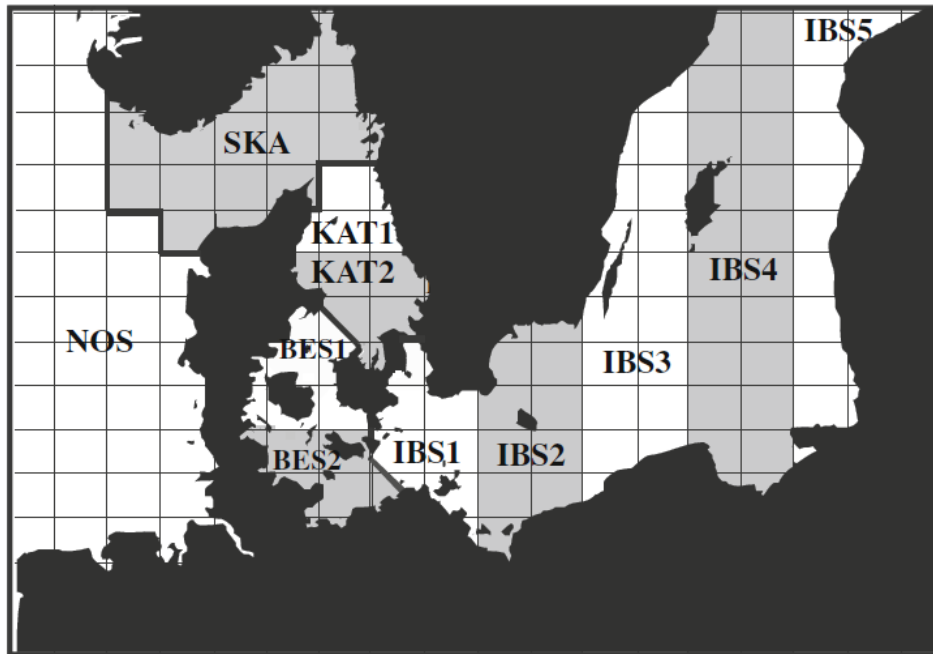 IBS5
SKA
KAT1
KAT2
IBS4
NOS
BES1
IBS3
IBS1
IBS2
BES2